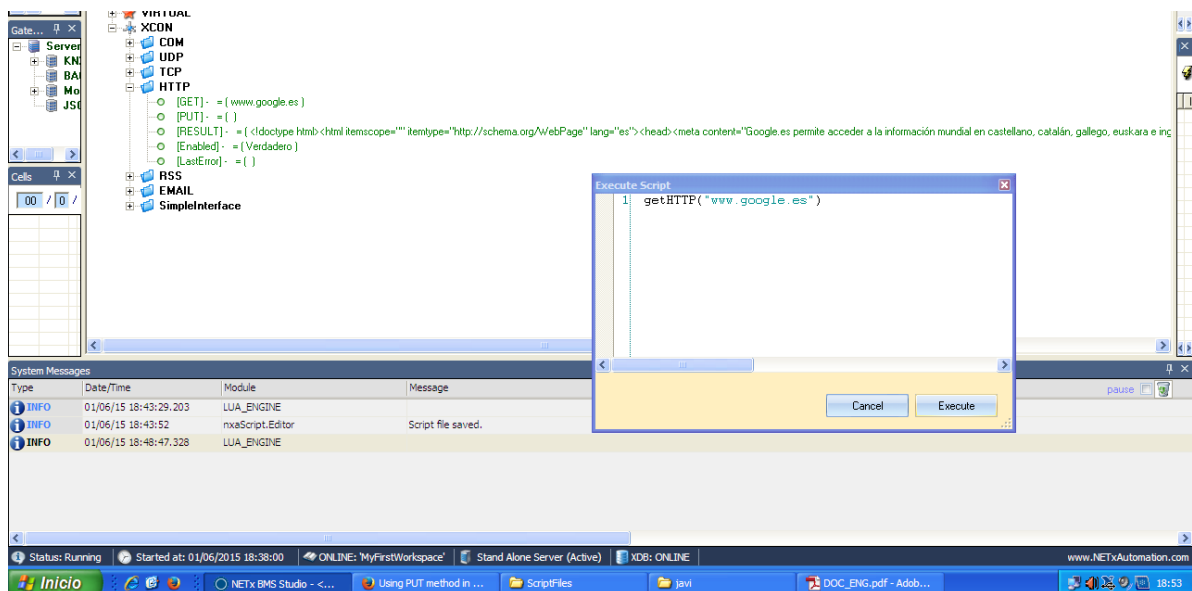 VIRTUAL
XCON
COM
UDP
TCP
HTTP
[GET] - = ( www.google.es )
[PUT] - = ( )
[RESULT] - = ( <!doctype html><html itemscope="" itemtype="http://schema.org/WebPage" lang="es"><head><meta content="Google.es permite acceder a la información mundial en castellano, catalán, gallego, euskara e ing
[Enabled] - = ( Verdadero )
[LastError] - = ( )
RSS
EMAIL
SimpleInterface
Gate...
Server
KN
BA
Mo
JSO
Cells
00 / 0 /
Execute Script
1 getHTTP("www.google.es")
Cancel Execute
System Messages
Type Date/Time Module Message pause
INFO 01/06/15 18:43:29.203 LUA_ENGINE
INFO 01/06/15 18:43:52 nxaScript.Editor Script file saved.
INFO 01/06/15 18:48:47.328 LUA_ENGINE
Status: Running Started at: 01/06/2015 18:38:00 ONLINE: 'MyFirstWorkspace' Stand Alone Server (Active) XDB: ONLINE www.NETxAutomation.com
Inicio NETx BMS Studio - <... Using PUT method in ... ScriptFiles javi DOC_ENG.pdf - Adob... 18:53